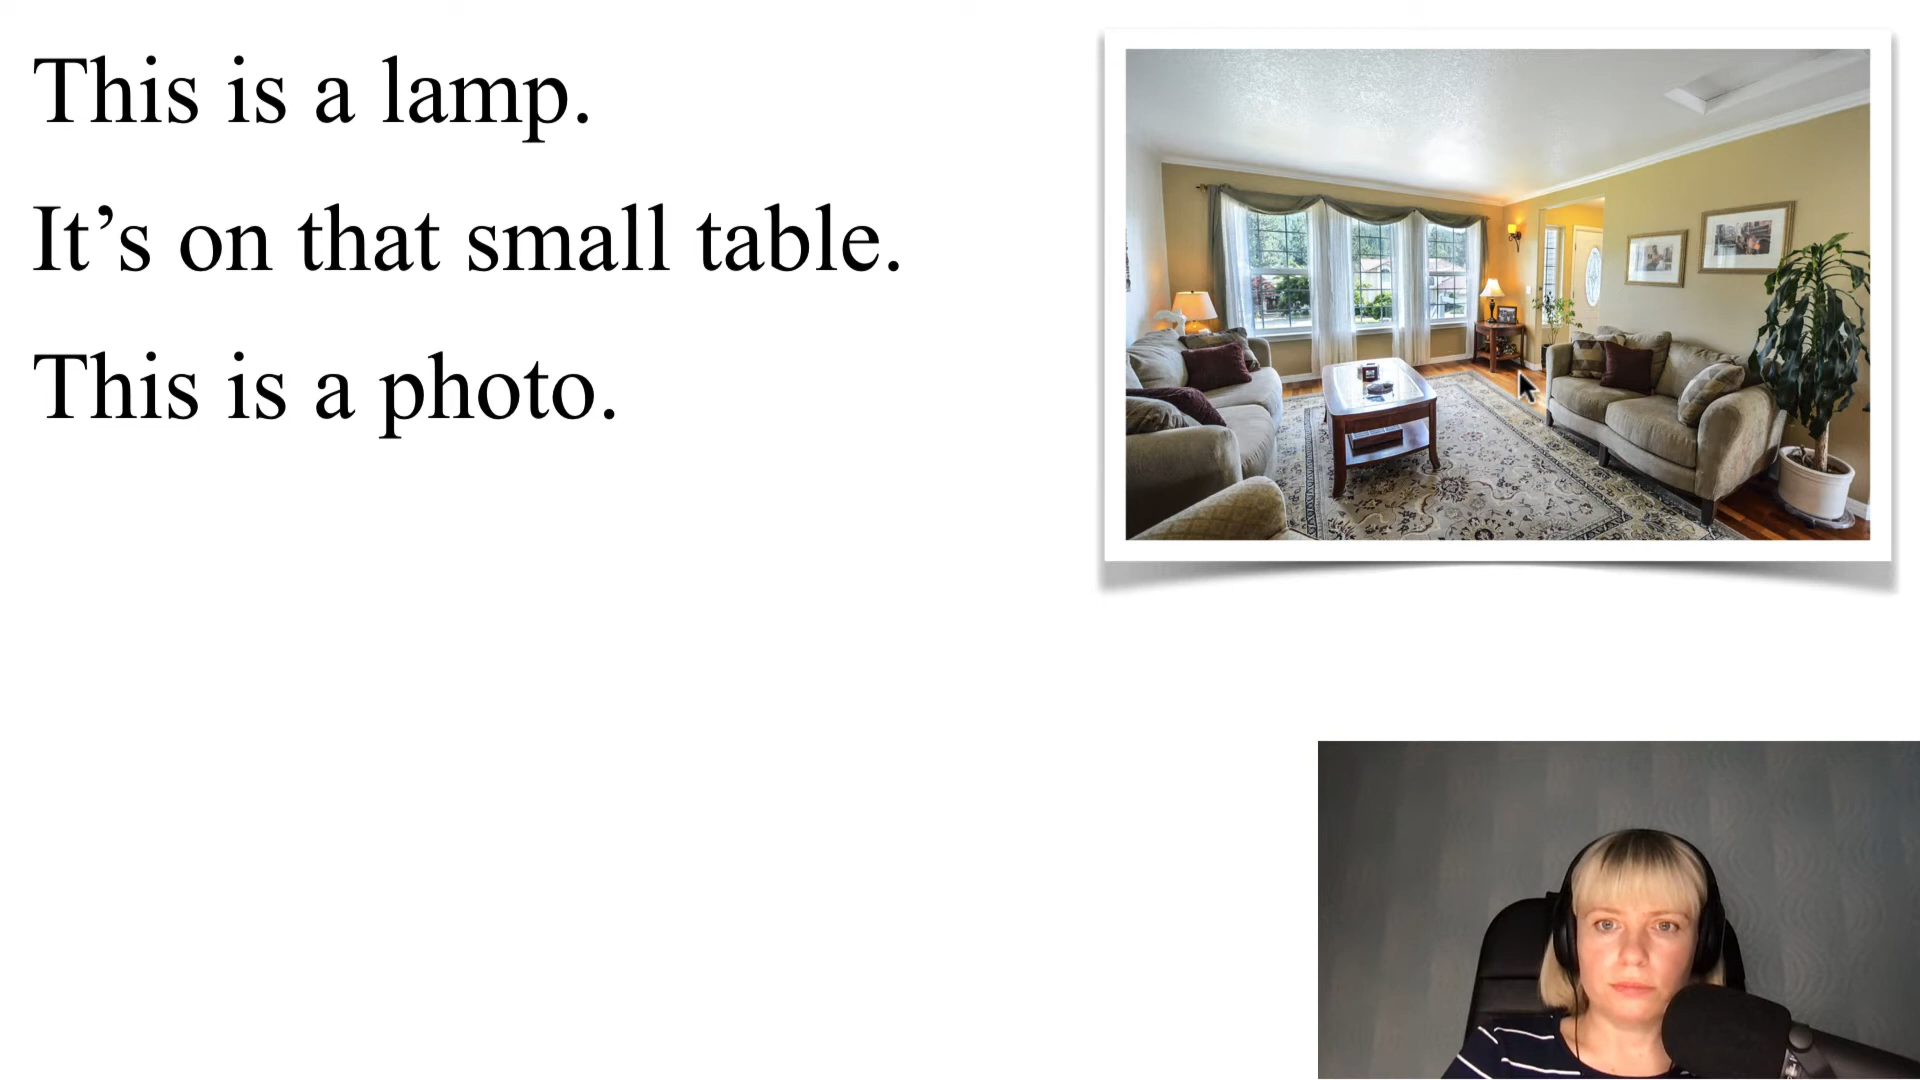 This is a lamp.
It’s on that small table.
This is a photo.